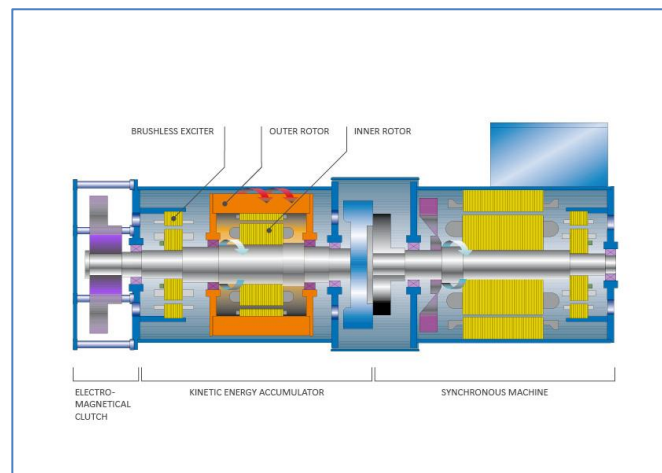 BRUSHLESS EXCITER
OUTER ROTOR
INNER ROTOR
ELECTRO-
MAGNETICAL
CLUTCH
KINETIC ENERGY ACCUMULATOR
SYNCHRONOUS MACHINE